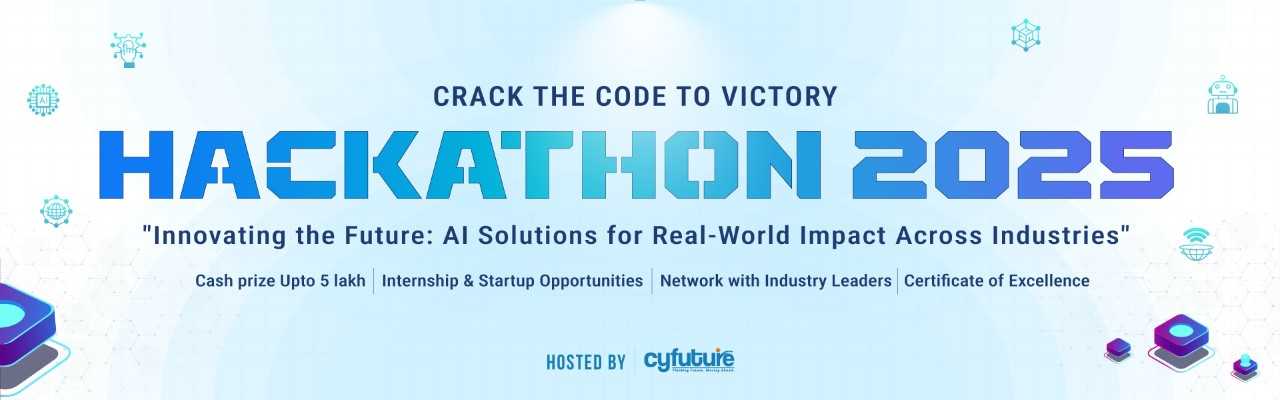 CRACK THE CODE TO VICTORY
HACKATHON 2025
"Innovating the Future: AI Solutions for Real-World Impact Across Industries"
Cash prize Upto 5 lakh | Internship & Startup Opportunities | Network with Industry Leaders | Certificate of Excellence
HOSTED BY cyfuture
AI